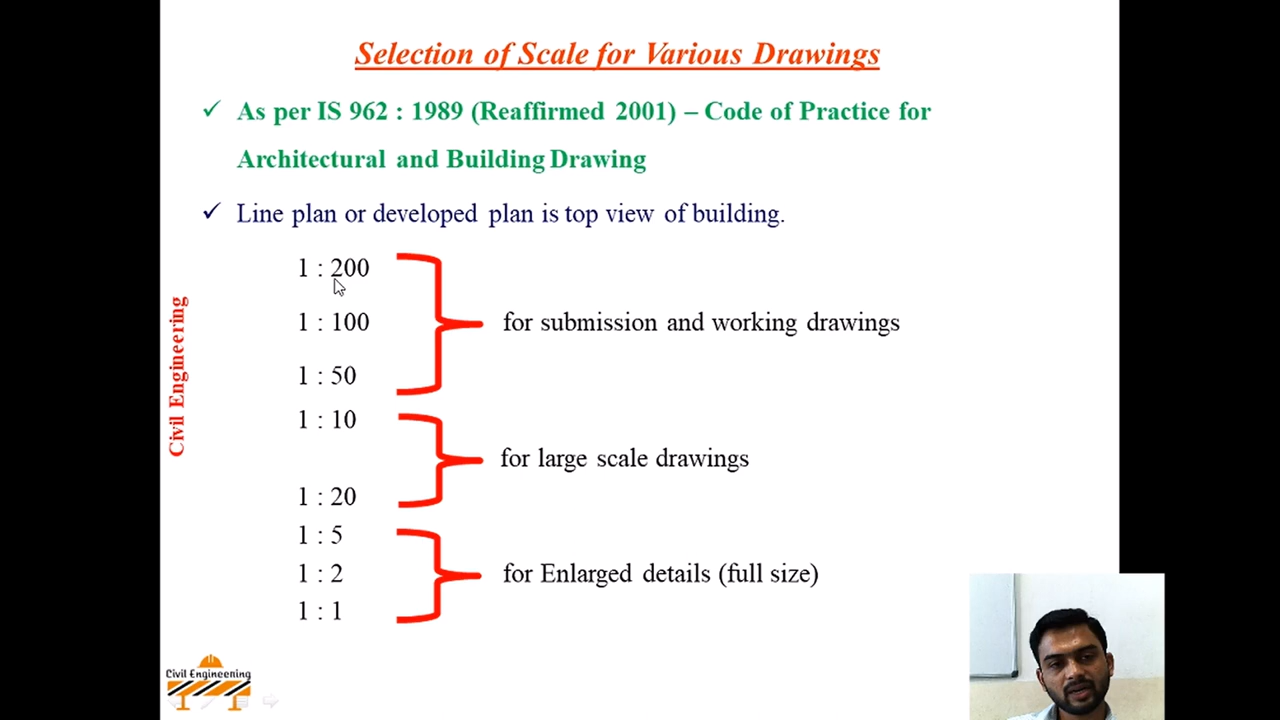 Selection of Scale for Various Drawings
✓ As per IS 962 : 1989 (Reaffirmed 2001) – Code of Practice for
Architectural and Building Drawing
✓ Line plan or developed plan is top view of building.
1 : 200
1 : 100
for submission and working drawings
1 : 50
1 : 10
for large scale drawings
1 : 20
1 : 5
1 : 2
for Enlarged details (full size)
1 : 1
Civil Engineering
Civil Engineering